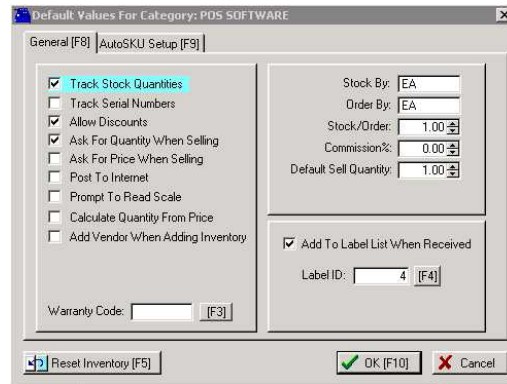 Default Values For Category: POS SOFTWARE
General [F8] AutoSKU Setup [F9]
Track Stock Quantities
Track Serial Numbers
Allow Discounts
Ask For Quantity When Selling
Ask For Price When Selling
Post To Internet
Prompt To Read Scale
Calculate Quantity From Price
Add Vendor When Adding Inventory
Warranty Code: [F3]
Stock By: EA
Order By: EA
Stock/Order: 1.00
Commission%: 0.00
Default Sell Quantity: 1.00
Add To Label List When Received
Label ID: 4 [F4]
Reset Inventory [F5] OK [F10] Cancel